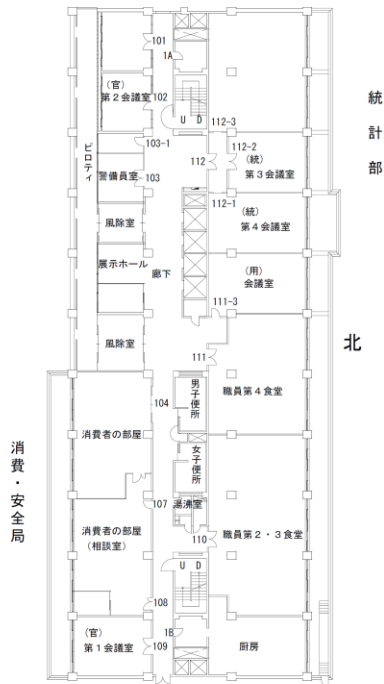 101
1A
(官)
第2会議室
102
U D
112-3
統計部
ピロティ
103-1
112
112-2
(統)
第3会議室
警備員室
103
112-1
風除室
(統)
第4会議室
展示ホール
廊下
(用)
会議室
111-3
風除室
111
北
104
男子便所
職員第4食堂
消費者の部屋
女子便所
消費・安全局
107
湯沸室
消費者の部屋
(相談室)
110
職員第2・3食堂
U D
108
(官)
第1会議室
1B
109
厨房